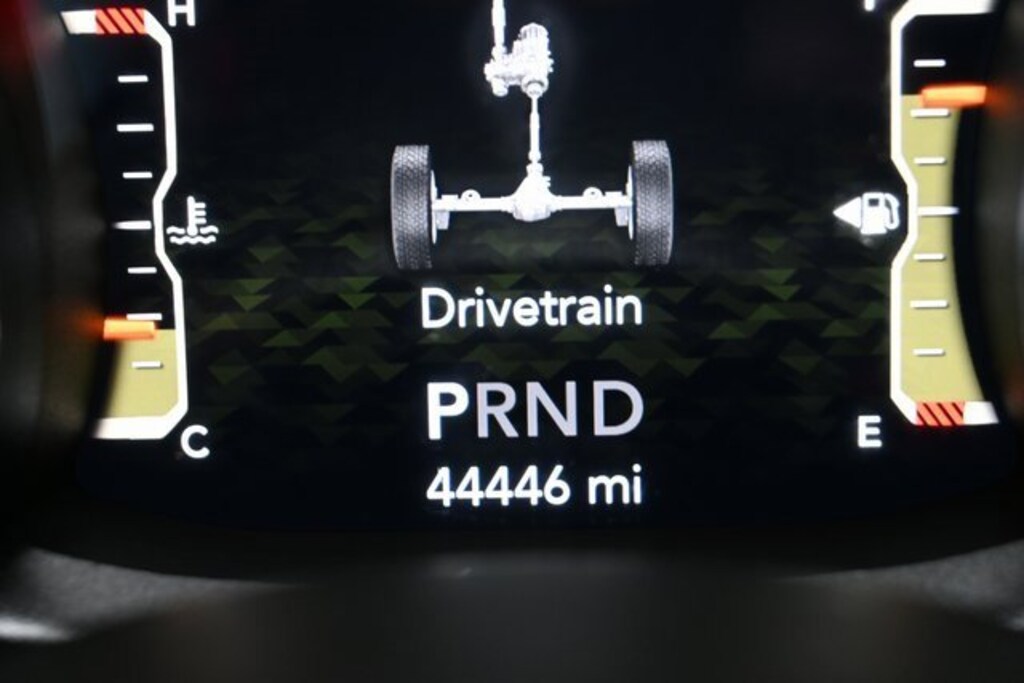 H
Drivetrain
PRND
C
E
44446 mi